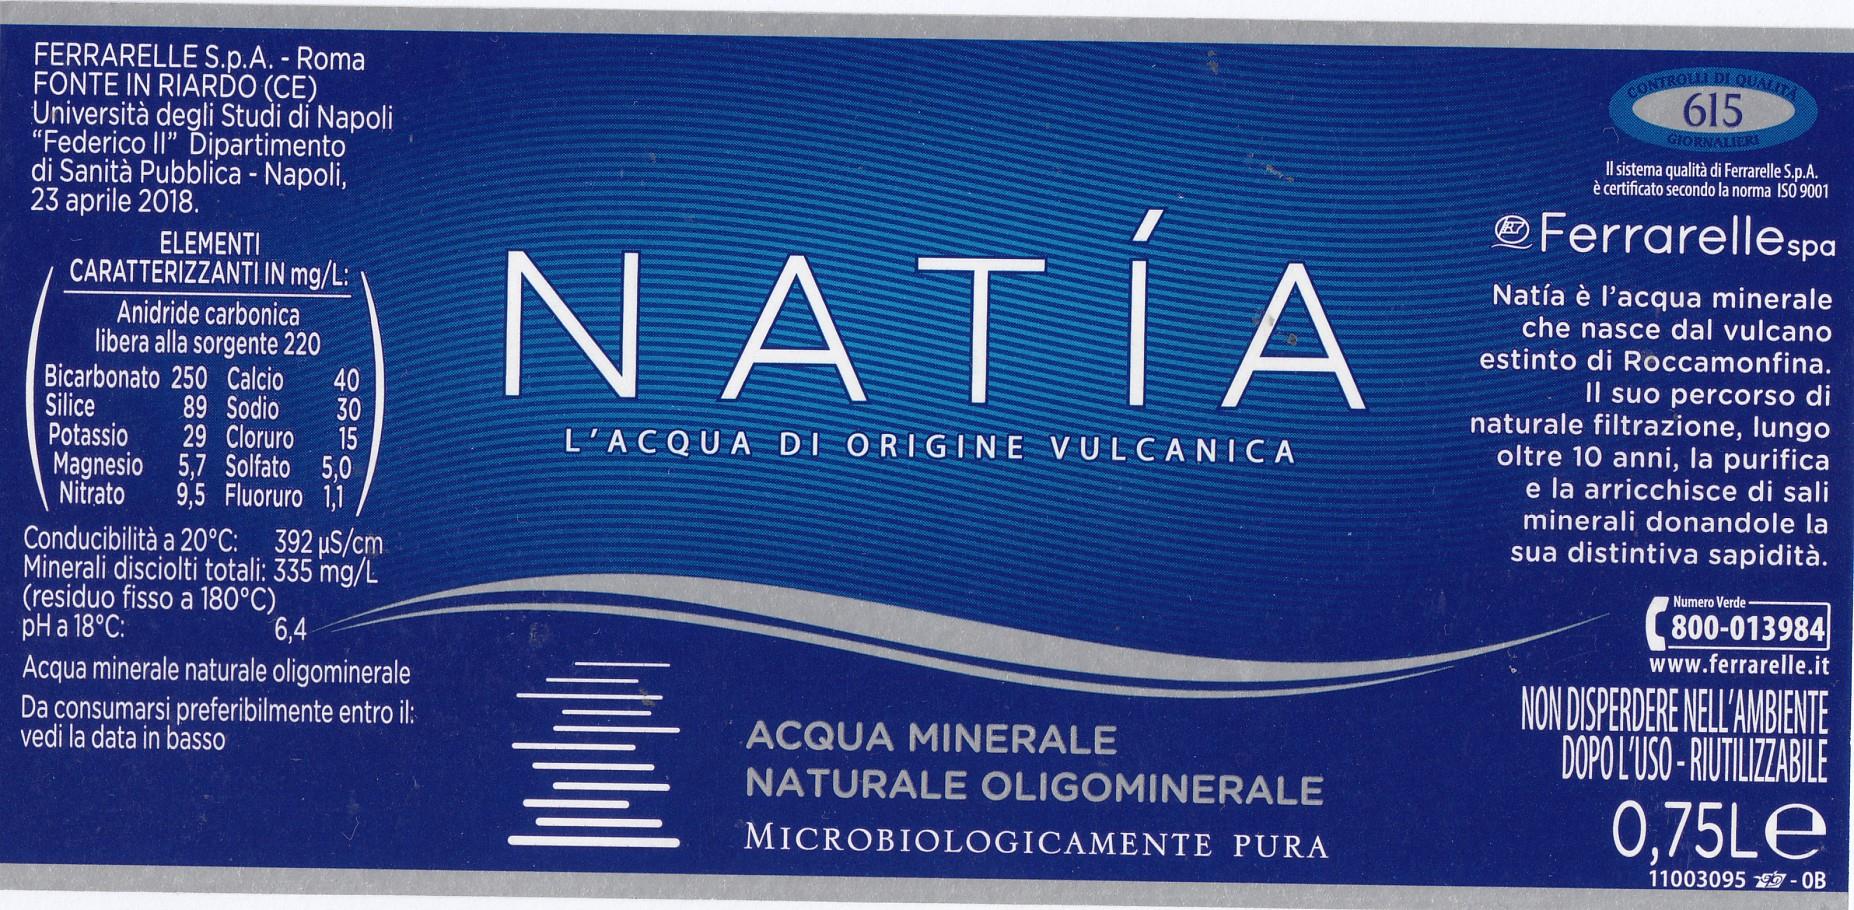 FERRARELLE S.p.A. - Roma
FONTE IN RIARDO (CE)
Università degli Studi di Napoli
“Federico II” Dipartimento
di Sanità Pubblica - Napoli,
23 aprile 2018.
ELEMENTI
CARATTERIZZANTI IN mg/L:
Anidride carbonica
libera alla sorgente 220
Bicarbonato 250 Calcio 40
Silice 89 Sodio 30
Potassio 29 Cloruro 15
Magnesio 5,7 Solfato 5,0
Nitrato 9,5 Fluoruro 1,1
Conducibilità a 20°C: 392 µS/cm
Minerali disciolti totali: 335 mg/L
(residuo fisso a 180°C)
pH a 18°C: 6,4
Acqua minerale naturale oligominerale
Da consumarsi preferibilmente entro il:
vedi la data in basso
NATÍA
L'ACQUA DI ORIGINE VULCANICA
ACQUA MINERALE
NATURALE OLIGOMINERALE
MICROBIOLOGICAMENTE PURA
CONTROLLI DI QUALITÀ
615
GIORNALIERI
Il sistema qualità di Ferrarelle S.p.A.
è certificato secondo la norma ISO 9001
Ferrarelle spa
Natía è l'acqua minerale
che nasce dal vulcano
estinto di Roccamonfina.
Il suo percorso di
naturale filtrazione, lungo
oltre 10 anni, la purifica
e la arricchisce di sali
minerali donandole la
sua distintiva sapidità.
Numero Verde
800-013984
www.ferrarelle.it
NON DISPERDERE NELL'AMBIENTE
DOPO L'USO - RIUTILIZZABILE
0,75L e
11003095 - 0B